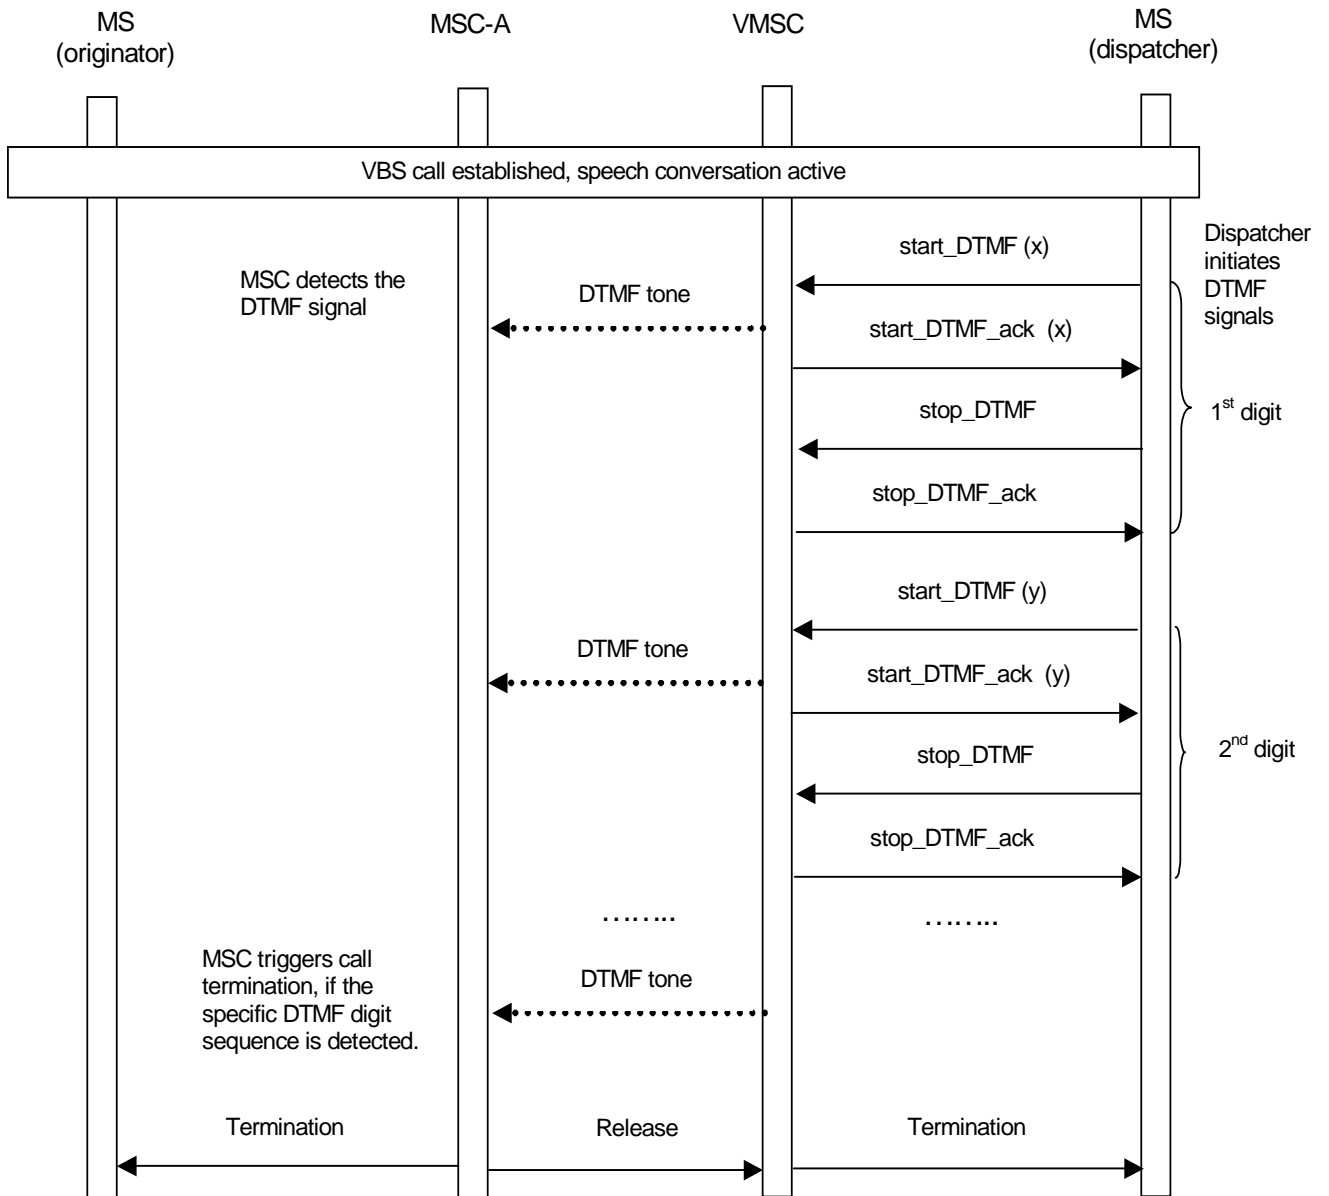 MS
(originator)
MSC-A
VMSC
MS
(dispatcher)
VBS call established, speech conversation active
start_DTMF (x)
Dispatcher
initiates
DTMF
signals
MSC detects the
DTMF signal
DTMF tone
start_DTMF_ack (x)
stop_DTMF
1st digit
stop_DTMF_ack
start_DTMF (y)
DTMF tone
start_DTMF_ack (y)
stop_DTMF
2nd digit
stop_DTMF_ack
........
........
MSC triggers call
termination, if the
specific DTMF digit
sequence is detected.
DTMF tone
Termination
Release
Termination